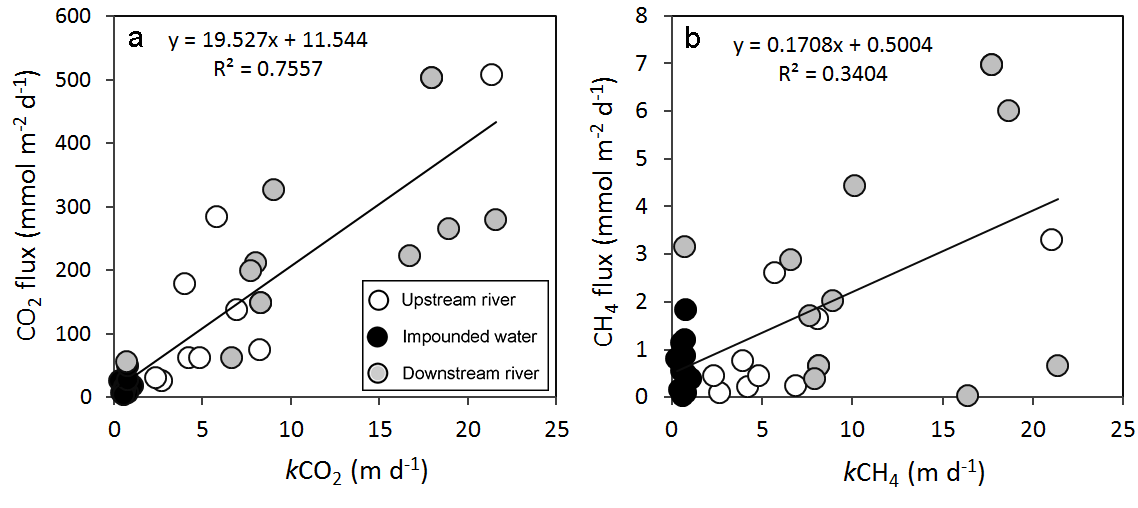 a
y = 19.527x + 11.544
R² = 0.7557
CO₂ flux (mmol m⁻² d⁻¹)
600
500
400
300
200
100
0
Upstream river
Impounded water
Downstream river
0 5 10 15 20 25
kCO₂ (m d⁻¹)
b
y = 0.1708x + 0.5004
R² = 0.3404
CH₄ flux (mmol m⁻² d⁻¹)
8
7
6
5
4
3
2
1
0
0 5 10 15 20 25
kCH₄ (m d⁻¹)